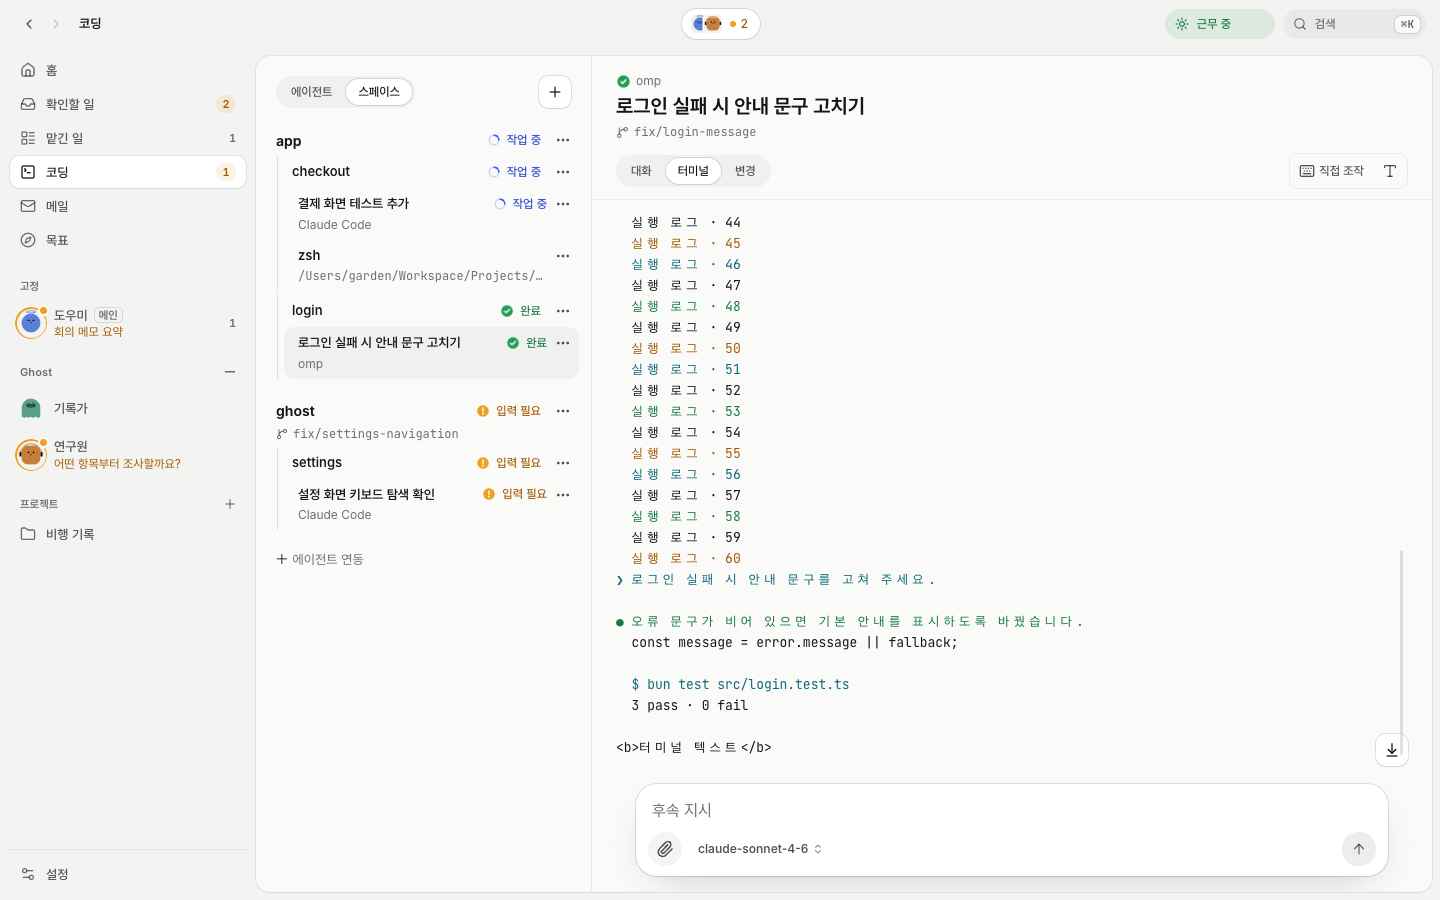 코딩
2
근무 중
검색
⌘K
홈
확인할 일
2
맡긴 일
1
코딩
1
메일
목표
고정
도우미 메인
회의 메모 요약
1
Ghost
기록가
연구원
어떤 항목부터 조사할까요?
프로젝트
비행 기록
설정
에이전트
스페이스
app
작업 중
checkout
작업 중
결제 화면 테스트 추가
작업 중
Claude Code
zsh
/Users/garden/Workspace/Projects/…
login
완료
로그인 실패 시 안내 문구 고치기
완료
omp
ghost
입력 필요
fix/settings-navigation
settings
입력 필요
설정 화면 키보드 탐색 확인
입력 필요
Claude Code
에이전트 연동
omp
로그인 실패 시 안내 문구 고치기
fix/login-message
대화
터미널
변경
직접 조작
실행 로그 · 44
실행 로그 · 45
실행 로그 · 46
실행 로그 · 47
실행 로그 · 48
실행 로그 · 49
실행 로그 · 50
실행 로그 · 51
실행 로그 · 52
실행 로그 · 53
실행 로그 · 54
실행 로그 · 55
실행 로그 · 56
실행 로그 · 57
실행 로그 · 58
실행 로그 · 59
실행 로그 · 60
❯ 로그인 실패 시 안내 문구를 고쳐 주세요.
● 오류 문구가 비어 있으면 기본 안내를 표시하도록 바꿨습니다.
const message = error.message || fallback;
$ bun test src/login.test.ts
3 pass · 0 fail
<b>터미널 텍스트</b>
후속 지시
claude-sonnet-4-6